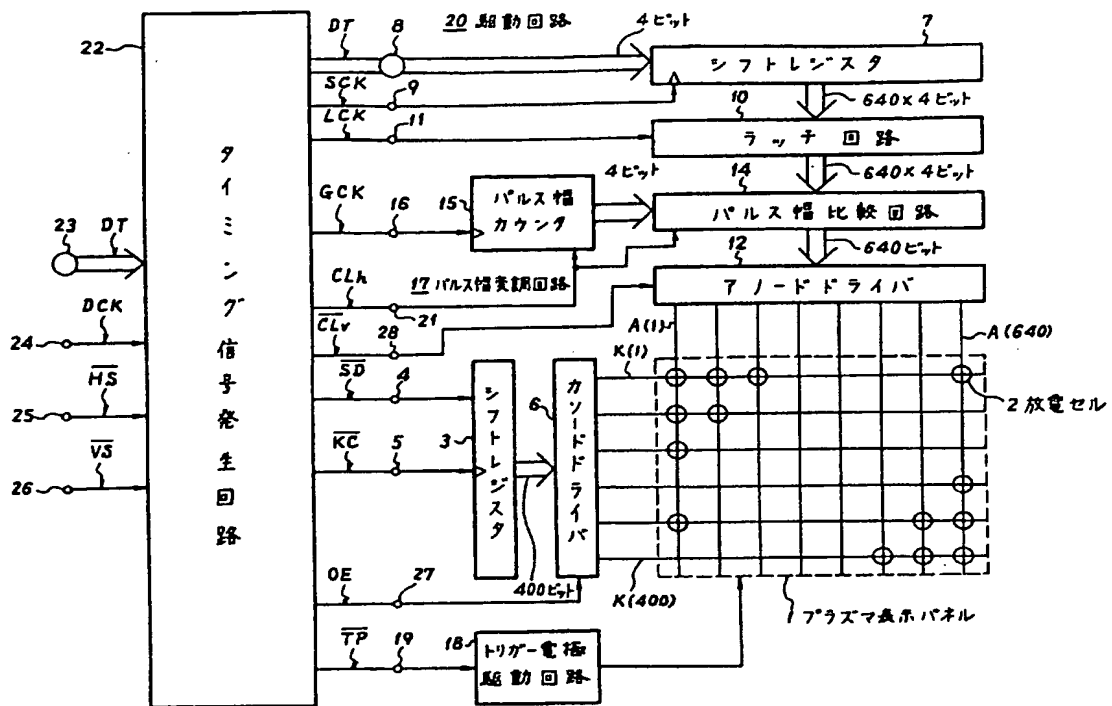 20 駆動回路
22
DT
8
4ビット
7
シフトレジスタ
SCK
9
640×4ビット
LCK
11
10
ラッチ回路
640×4ビット
4ビット
14
GCK
16
15
パルス幅
カウンタ
パルス幅比較回路
640ビット
12
アノードドライバ
23
DT
タイミング信号発生回路
CLh
21
17 パルス幅変調回路
CLv
28
A(1)
A(640)
DCK
24
SD
4
K(1)
2 放電セル
HS
25
3
シフトレジスタ
6
カソードドライバ
KC
5
VS
26
400ビット
OE
27
K(400)
1 プラズマ表示パネル
TP
19
18
トリガー電極
駆動回路